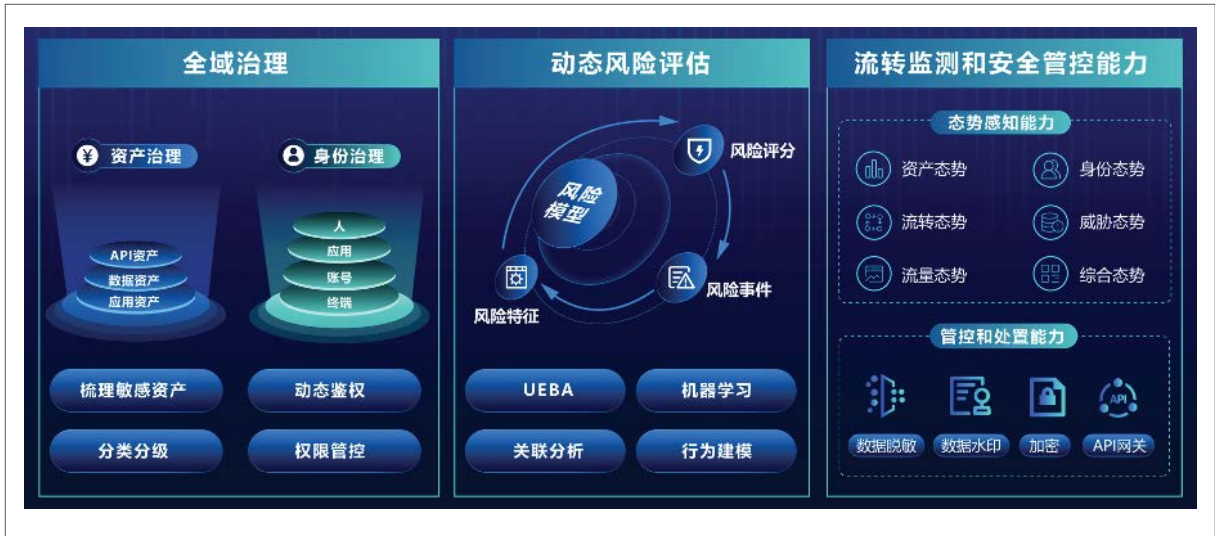 全域治理
资产治理
身份治理
API资产
数据资产
应用资产
人
应用
账号
终端
梳理敏感资产
动态鉴权
分类分级
权限管控
动态风险评估
风险
模型
风险评分
风险事件
风险特征
UEBA
机器学习
关联分析
行为建模
流转监测和安全管控能力
态势感知能力
资产态势
身份态势
流转态势
威胁态势
流量态势
综合态势
管控和处置能力
API
数据脱敏
数据水印
加密
API网关